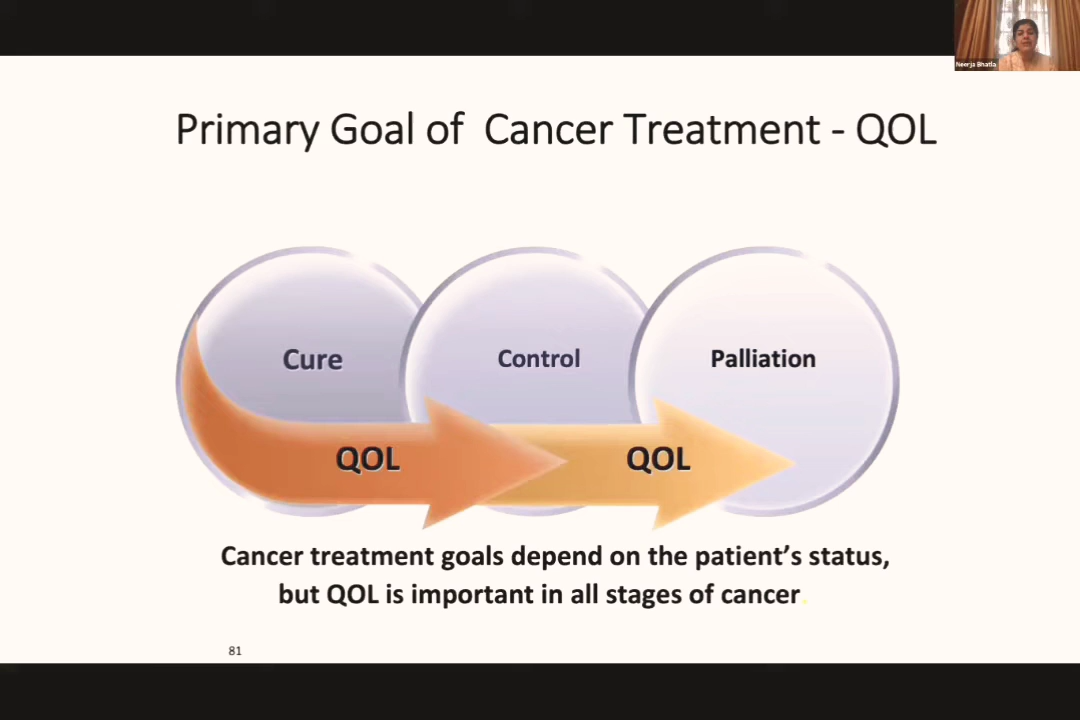 Neerja Bhatla
Primary Goal of Cancer Treatment - QOL
Cure
Control
Palliation
QOL
QOL
Cancer treatment goals depend on the patient’s status,
but QOL is important in all stages of cancer.
81